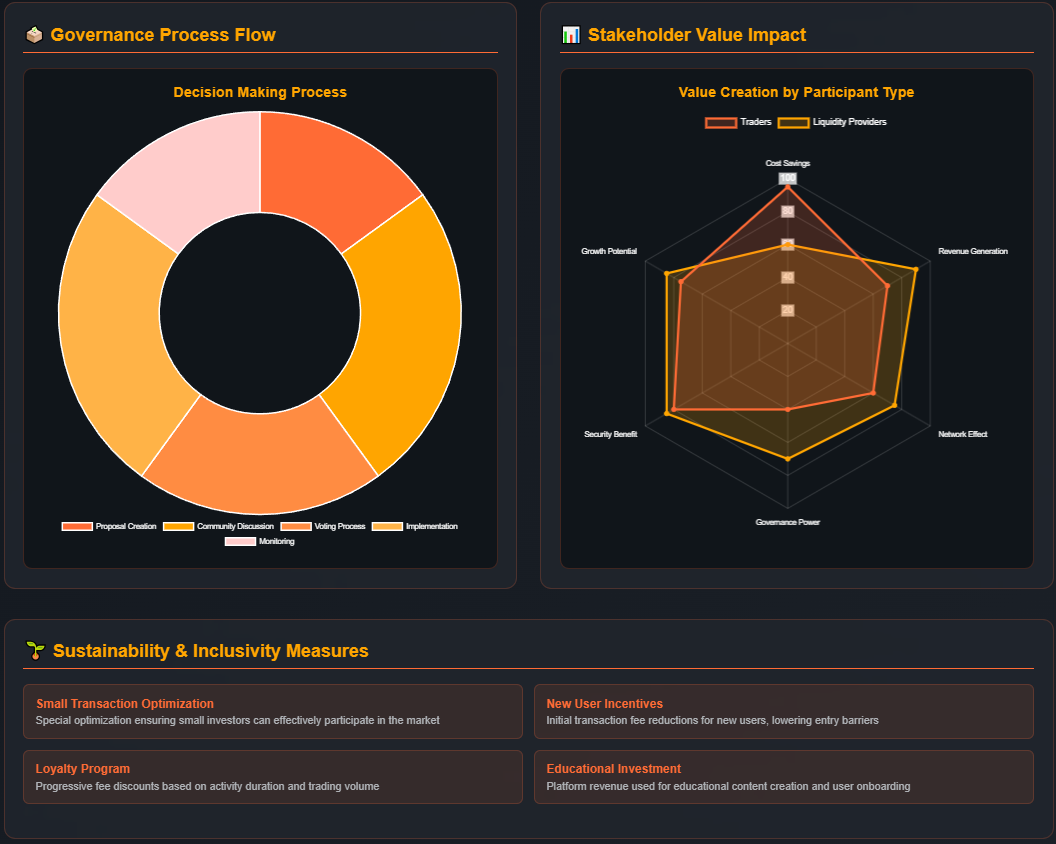 Governance Process Flow
Decision Making Process
Proposal Creation
Community Discussion
Voting Process
Implementation
Monitoring
Stakeholder Value Impact
Value Creation by Participant Type
Traders
Liquidity Providers
Cost Savings
100
80
60
40
20
Growth Potential
Revenue Generation
Security Benefit
Network Effect
Governance Power
Sustainability & Inclusivity Measures
Small Transaction Optimization
Special optimization ensuring small investors can effectively participate in the market
New User Incentives
Initial transaction fee reductions for new users, lowering entry barriers
Loyalty Program
Progressive fee discounts based on activity duration and trading volume
Educational Investment
Platform revenue used for educational content creation and user onboarding